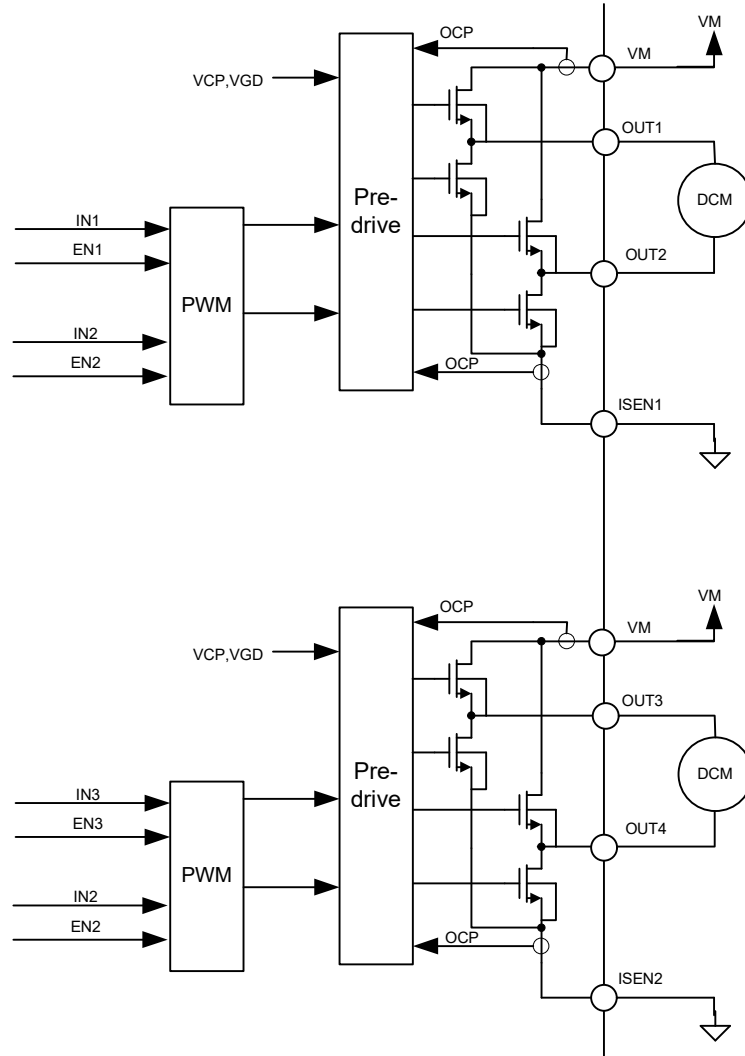 OCP
VM
VM
VCP,VGD
OUT1
Pre-
drive
DCM
IN1
EN1
OUT2
PWM
IN2
EN2
OCP
ISEN1
OCP
VM
VM
VCP,VGD
OUT3
Pre-
drive
DCM
IN3
EN3
OUT4
PWM
IN2
EN2
OCP
ISEN2